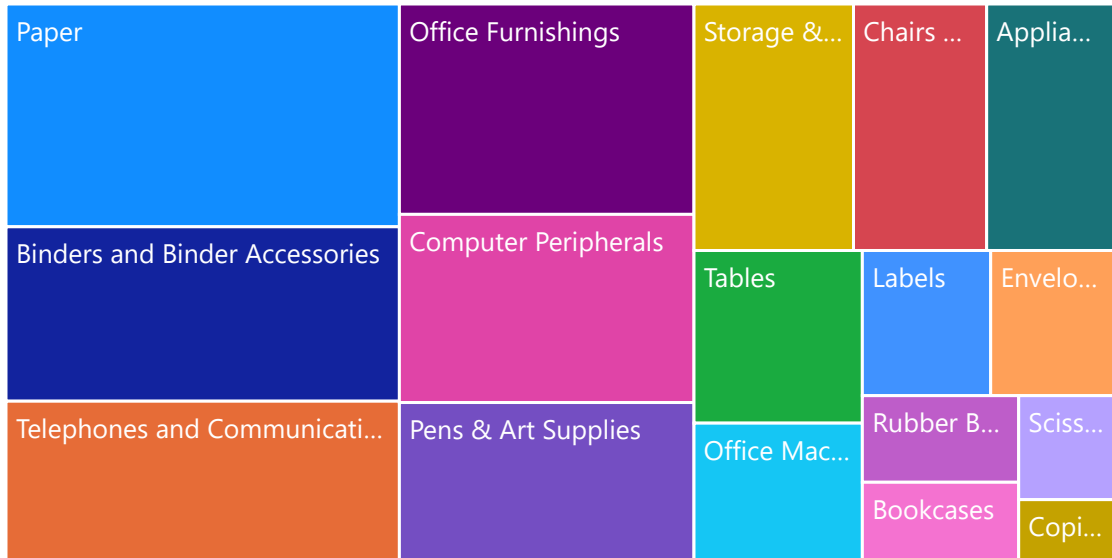 Paper
Binders and Binder Accessories
Telephones and Communicati...
Office Furnishings
Computer Peripherals
Pens & Art Supplies
Storage &...
Chairs ...
Applia...
Tables
Office Mac...
Labels
Envelo...
Rubber B...
Bookcases
Sciss...
Copi...